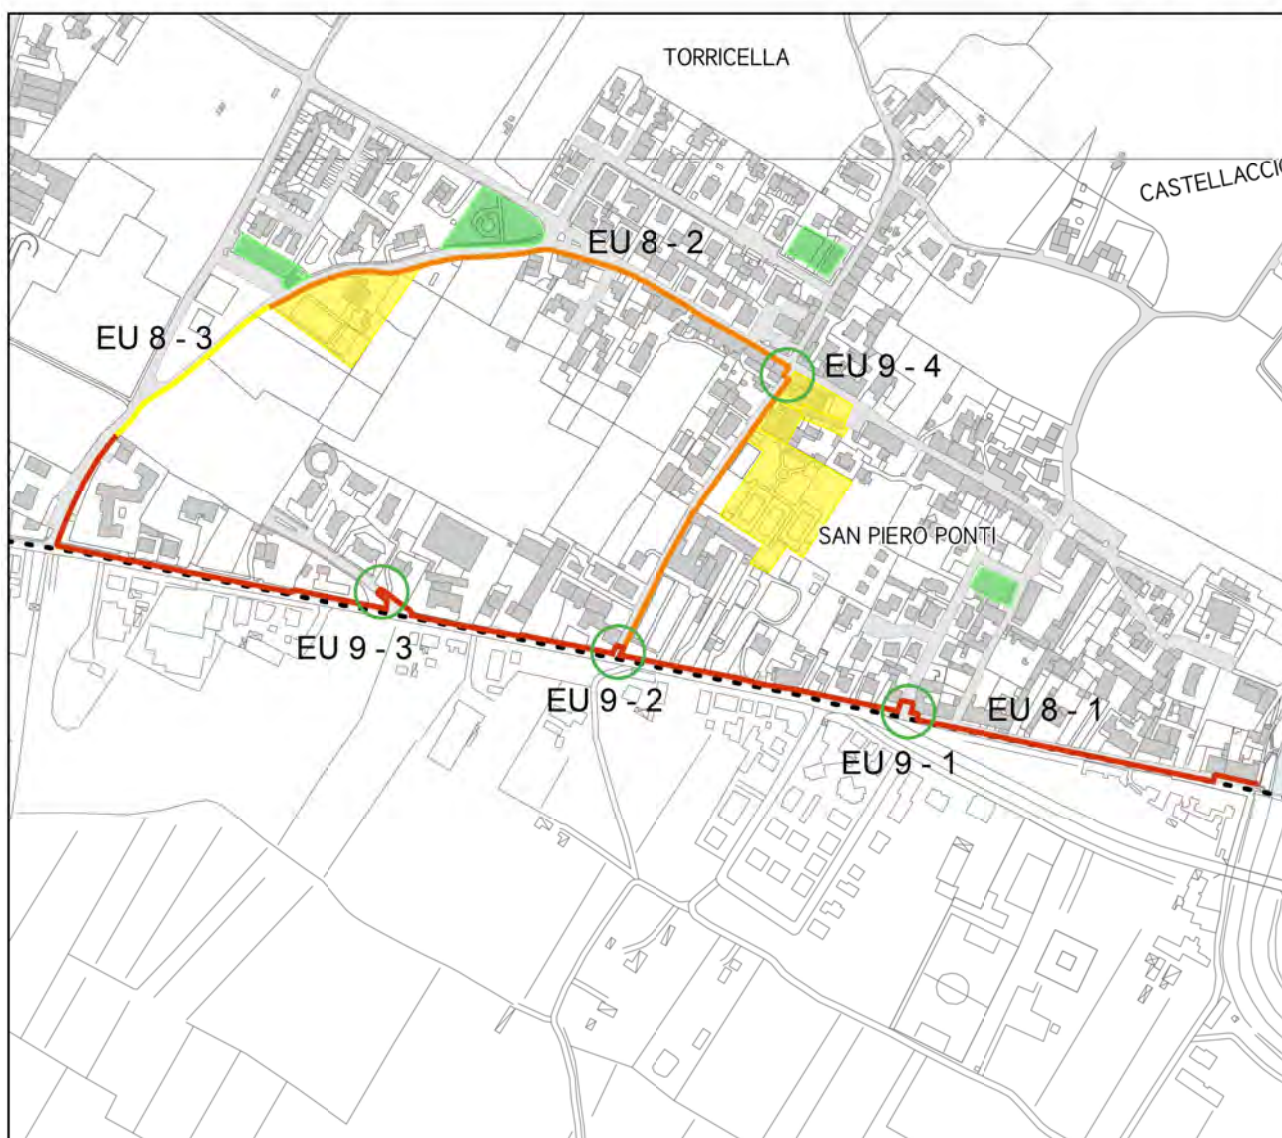 TORRICELLA
CASTELLACCIO
EU 8 - 2
EU 8 - 3
EU 9 - 4
SAN PIERO PONTI
EU 9 - 3
EU 9 - 2
EU 8 - 1
EU 9 - 1